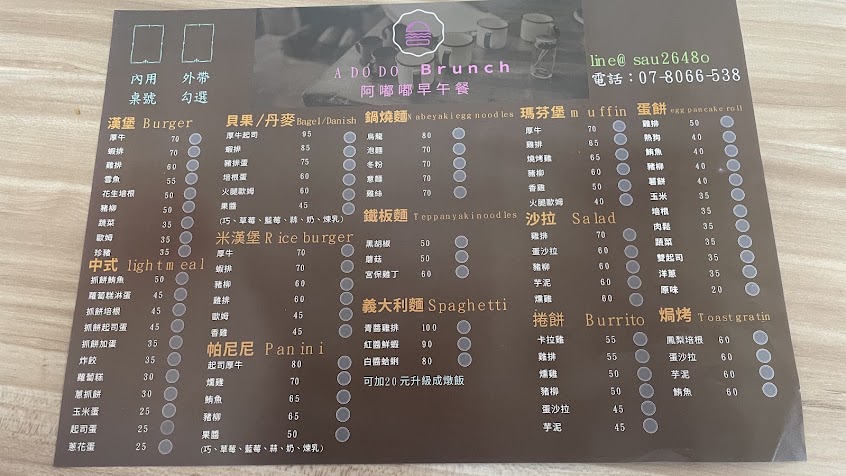 內用
桌號
外帶
勾選
A DO DO Brunch
阿嘟嘟早午餐
line@ sau2648o
電話：07-8066-538
漢堡 Burger
厚牛 70
蝦排 70
雞排 60
雪魚 55
花生培根 50
豬柳 50
蔬菜 35
歐姆 35
珍豬 35
中式 light meal
抓餅鮪魚 50
蘿蔔糕淋蛋 45
抓餅培根 45
抓餅起司蛋 45
抓餅加蛋 35
炸餃 35
蘿蔔糕 30
蔥抓餅 30
玉米蛋 25
起司蛋 25
蔥花蛋 25
貝果/丹麥 Bagel/Danish
厚牛起司 95
蝦排 85
豬排蛋 75
培根蛋 60
火腿歐姆 60
果醬 45
(巧、草莓、藍莓、蒜、奶、煉乳)
米漢堡 Rice burger
厚牛 70
蝦排 70
豬柳 60
雞排 60
歐姆 45
香雞 45
帕尼尼 Panini
起司厚牛 80
燻雞 70
鮪魚 65
豬柳 65
果醬 50
(巧、草莓、藍莓、蒜、奶、煉乳)
鍋燒麵 Nabeyaki egg noodles
烏龍 80
泡麵 70
冬粉 70
意麵 70
雞絲 70
鐵板麵 Teppanyaki noodles
黑胡椒 50
蘑菇 50
宮保雞丁 60
義大利麵 Spaghetti
青醬雞排 100
紅醬鮮蝦 90
白醬蛤蜊 80
可加20元升級成燉飯
瑪芬堡 muffin
厚牛 70
雞排 65
燒烤雞 65
豬柳 50
香雞 50
火腿歐姆 40
沙拉 Salad
雞排 70
蛋沙拉 60
豬柳 60
芋泥 60
燻雞 60
捲餅 Burrito
卡拉雞 55
雞排 55
燻雞 50
豬柳 50
蛋沙拉 45
芋泥 45
蛋餅 egg pancake roll
雞排 50
熱狗 40
鮪魚 40
豬柳 40
薯餅 40
玉米 35
培根 35
肉鬆 35
蔬菜 35
雙起司 35
洋蔥 35
原味 20
焗烤 Toast gratin
鳳梨培根 60
蛋沙拉 60
芋泥 60
鮪魚 60